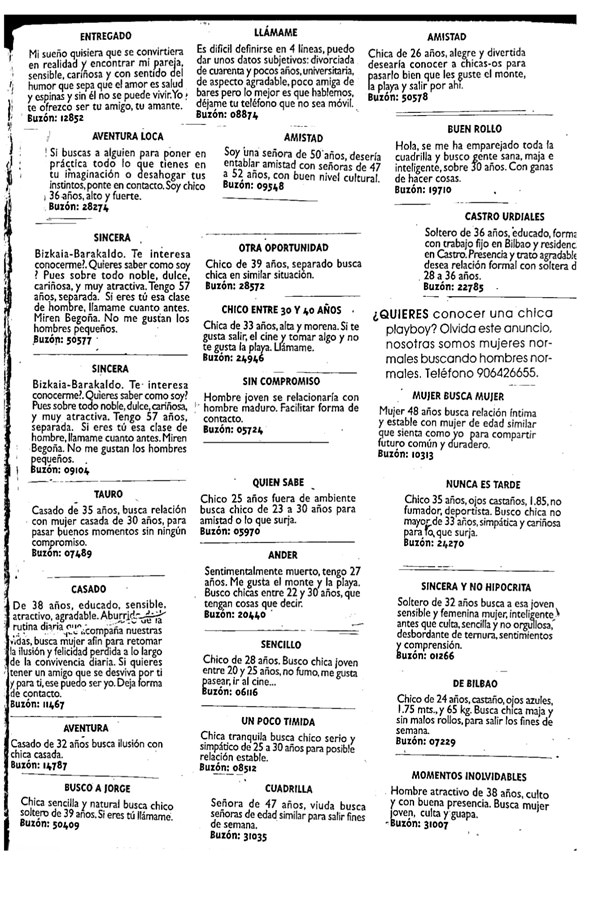 ENTREGADO
Mi sueño quisiera que se convirtiera
en realidad y encontrar mi pareja,
sensible, cariñosa y con sentido del
humor que sepa que el amor es salud
y espinas y sin él no se puede vivir. Yo
te ofrezco ser tu amigo, tu amante.
Buzón: 12852
AVENTURA LOCA
Si buscas a alguien para poner en
práctica todo lo que tienes en
tu imaginación o desahogar tus
instintos, ponte en contacto. Soy chico
36 años, alto y fuerte.
Buzón: 28274
SINCERA
Bizkaia-Barakaldo. Te interesa
conocerme?. Quieres saber como soy
? Pues sobre todo noble, dulce,
cariñosa, y muy atractiva. Tengo 57
años, separada. Si eres tú esa clase
de hombre, llamame cuanto antes.
Miren Begoña. No me gustan los
hombres pequeños.
Buzón: 50577
SINCERA
Bizkaia-Barakaldo. Te interesa
conocerme?. Quieres saber como soy?
Pues sobre todo noble, dulce, cariñosa,
y muy atractiva. Tengo 57 años,
separada. Si eres tú esa clase de
hombre, llamame cuanto antes. Miren
Begoña. No me gustan los hombres
pequeños.
Buzón: 09104
TAURO
Casado de 35 años, busca relación
con mujer casada de 30 años, para
pasar buenos momentos sin ningún
compromiso.
Buzón: 07489
CASADO
De 38 años, educado, sensible,
atractivo, agradable. Aburrido de la
rutina diaria que acompaña nuestras
vidas, busca mujer afin para retomar
la ilusión y felicidad perdida a lo largo
de la convivencia diaria. Si quieres
tener un amigo que se desviva por ti
y para ti, ese puedo ser yo. Deja forma
de contacto.
Buzón: 11467
AVENTURA
Casado de 32 años busca ilusión con
chica casada.
Buzón: 14787
BUSCO A JORGE
Chica sencilla y natural busca chico
soltero de 39 años. Si eres tú llámame.
Buzón: 50409
LLÁMAME
Es difícil definirse en 4 líneas, puedo
dar unos datos subjetivos: divorciada
de cuarenta y pocos años, universitaria,
de aspecto agradable, poco amiga de
bares pero lo mejor es que hablemos,
déjame tu teléfono que no sea móvil.
Buzón: 08874
AMISTAD
Soy una señora de 50 años, desería
entablar amistad con señoras de 47
a 52 años, con buen nivel cultural.
Buzón: 09548
OTRA OPORTUNIDAD
Chico de 39 años, separado busca
chica en similar situación.
Buzón: 28572
CHICO ENTRE 30 Y 40 AÑOS
Chica de 33 años, alta y morena. Si te
gusta salir, el cine y tomar algo y no
te gusta la playa. Llámame.
Buzón: 24946
SIN COMPROMISO
Hombre joven se relacionaría con
hombre maduro. Facilitar forma de
contacto.
Buzón: 05724
QUIEN SABE
Chico 25 años fuera de ambiente
busca chico de 23 a 30 años para
amistad o lo que surja.
Buzón: 05970
ANDER
Sentimentalmente muerto, tengo 27
años. Me gusta el monte y la playa.
Busco chicas entre 22 y 30 años, que
tengan cosas que decir.
Buzón: 20440
SENCILLO
Chico de 28 años. Busco chica joven
entre 20 y 25 años, no fumo, me gusta
pasear, ir al cine...
Buzón: 06116
UN POCO TIMIDA
Chica tranquila busca chico serio y
simpático de 25 a 30 años para posible
relación estable.
Buzón: 08512
CUADRILLA
Señora de 47 años, viuda busca
señoras de edad similar para salir fines
de semana.
Buzón: 31035
AMISTAD
Chica de 26 años, alegre y divertida
desearía conocer a chicas-os para
pasarlo bien que les guste el monte,
la playa y salir por ahí.
Buzón: 50578
BUEN ROLLO
Hola, se me ha emparejado toda la
cuadrilla y busco gente sana, maja e
inteligente, sobre 30 años. Con ganas
de hacer cosas.
Buzón: 19710
CASTRO URDIALES
Soltero de 36 años, educado, forma
con trabajo fijo en Bilbao y residenc
en Castro. Presencia y trato agradable
desea relación formal con soltera d
28 a 36 años.
Buzón: 22785
¿QUIERES conocer una chica
playboy? Olvida este anuncio,
nosotras somos mujeres nor-
males buscando hombres nor-
males. Teléfono 906426655.
MUJER BUSCA MUJER
Mujer 48 años busca relación íntima
y estable con mujer de edad similar
que sienta como yo para compartir
futuro común y duradero.
Buzón: 10313
NUNCA ES TARDE
Chico 35 años, ojos castaños, 1.85, no
fumador, deportista. Busco chica no
mayor de 33 años, simpática y cariñosa
para lo, que surja.
Buzón: 24270
SINCERA Y NO HIPOCRITA
Soltero de 32 años busca a esa joven
sensible y femenina mujer, inteligente
antes que culta, sencilla y no orgullosa,
desbordante de ternura, sentimientos
y comprensión.
Buzón: 01266
DE BILBAO
Chico de 24 años, castaño, ojos azules,
1.75 mts., y 65 kg. Busca chica maja y
sin malos rollos, para salir los fines de
semana.
Buzón: 07229
MOMENTOS INOLVIDABLES
Hombre atractivo de 38 años, culto
y con buena presencia. Busca mujer
joven, culta y guapa.
Buzón: 31007